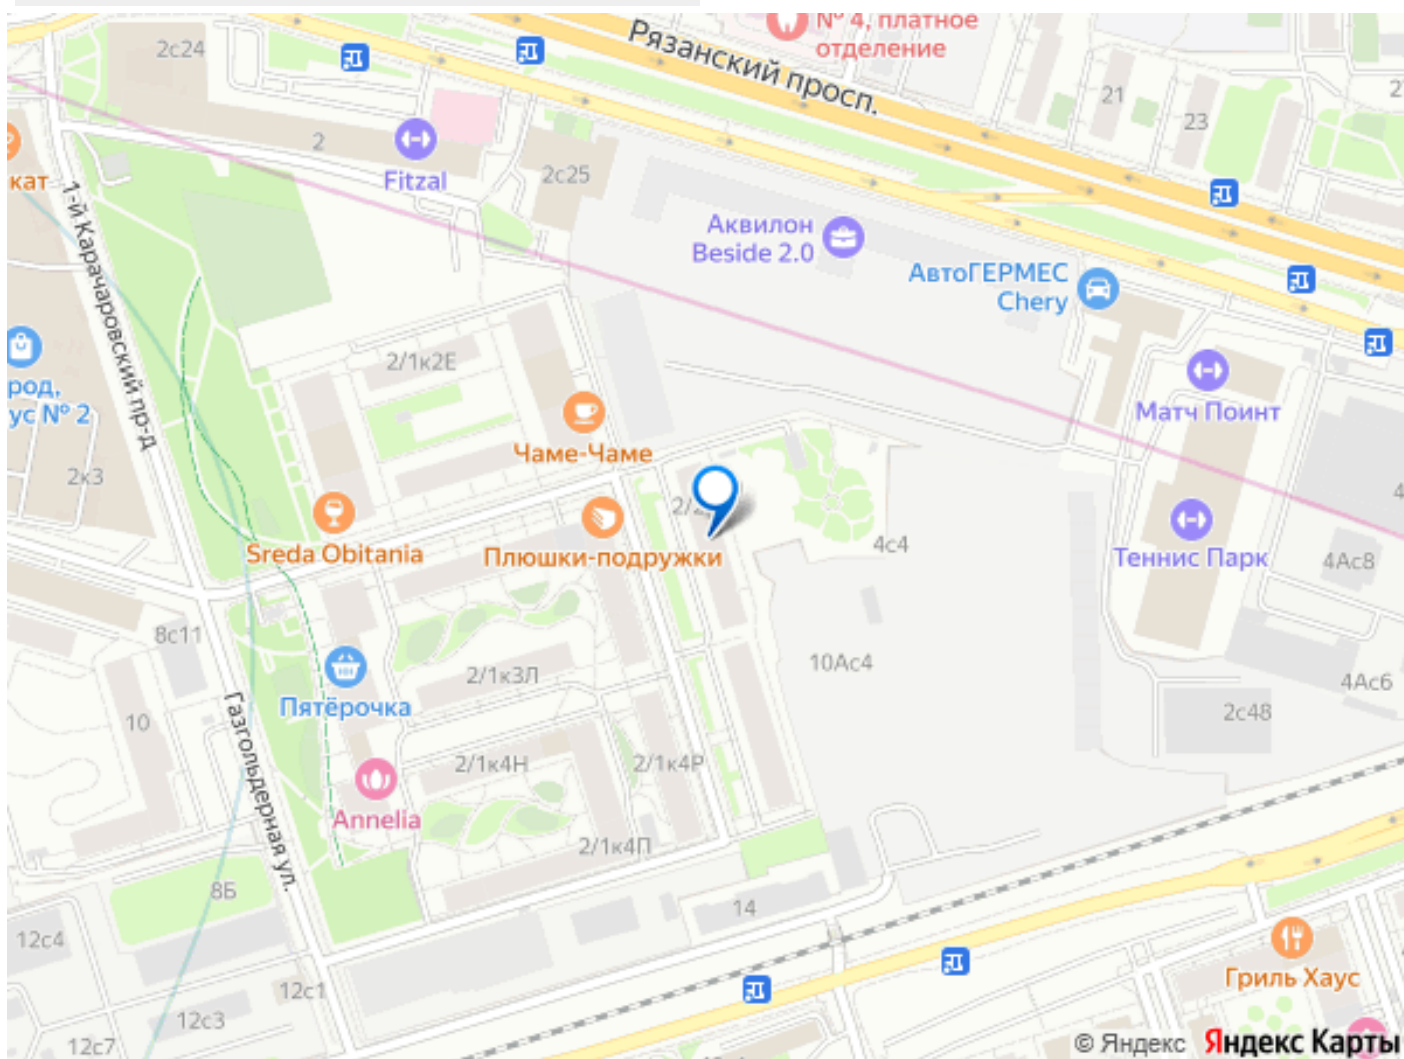 № 4, платное
отделение
2с24
Рязанский просп.
21
23
2
Fitzal
2с25
кат
Аквилон
Beside 2.0
АвтоГЕРМЕС
Chery
1-й Карачаровский пр-д
род,
ус № 2
2/1к2Е
Матч Поинт
Чаме-Чаме
2к3
4
2/
Sreda Obitania
Плюшки-подружки
4с4
Теннис Парк
4Ас8
8с11
2/1к3Л
10Ас4
4Ас6
Пятёрочка
10
2с48
Газгольдерная ул.
2/1к4Н
2/1к4Р
Annelia
2/1к4П
8Б
14
12с4
Гриль Хаус
12с1
12с3
12с7
© Яндекс Яндекс Карты